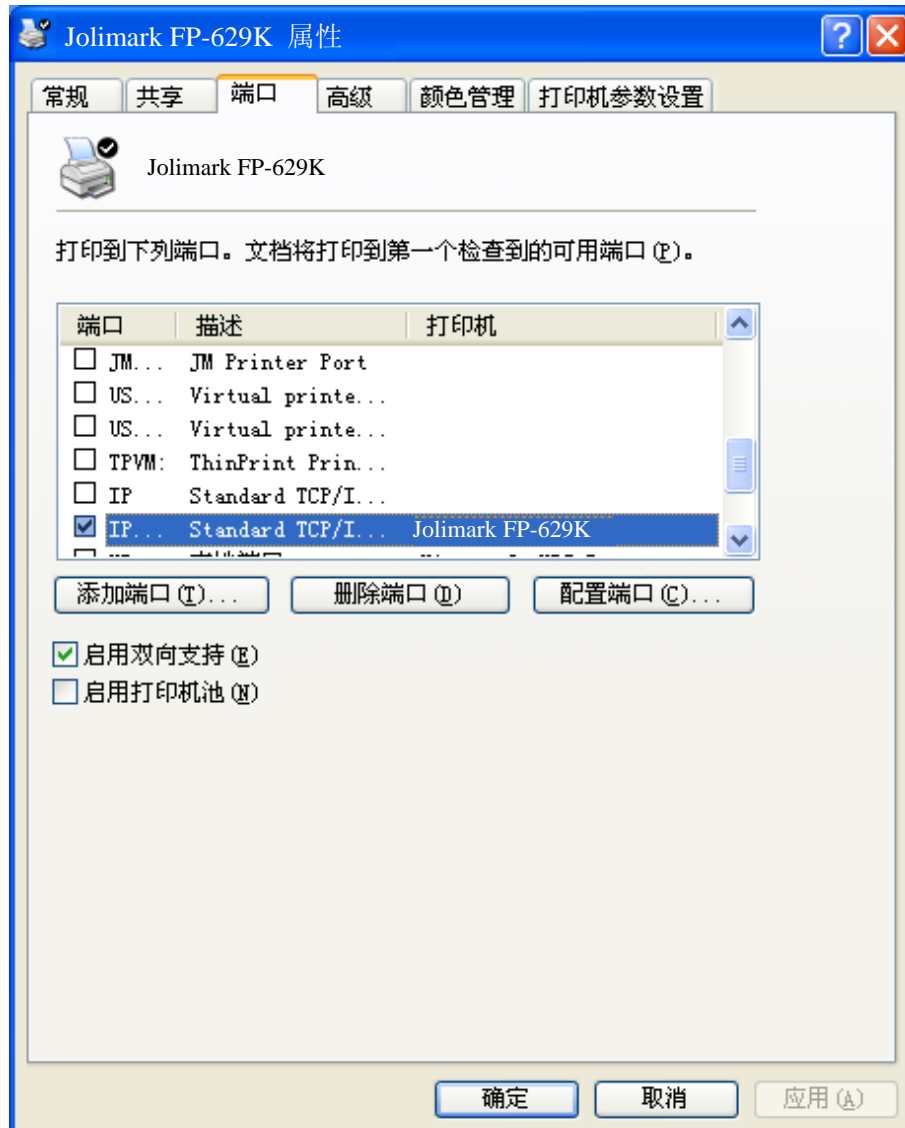 Jolimark FP-629K 属性
常规 共享 端口 高级 颜色管理 打印机参数设置
Jolimark FP-629K
打印到下列端口。文档将打印到第一个检查到的可用端口(P)。
端口 描述 打印机
JM... JM Printer Port
US... Virtual printe...
US... Virtual printe...
TPVM: ThinPrint Prin...
IP Standard TCP/I...
IP... Standard TCP/I... Jolimark FP-629K
添加端口(T)... 删除端口(D) 配置端口(C)...
启用双向支持(E)
启用打印机池(N)
确定 取消 应用(A)